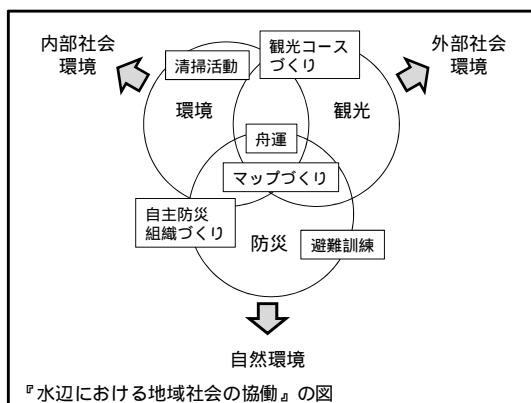 内部社会
環境
外部社会
環境
清掃活動
観光コース
づくり
環境
観光
舟運
マップづくり
自主防災
組織づくり
防災
避難訓練
自然環境
『水辺における地域社会の協働』の図